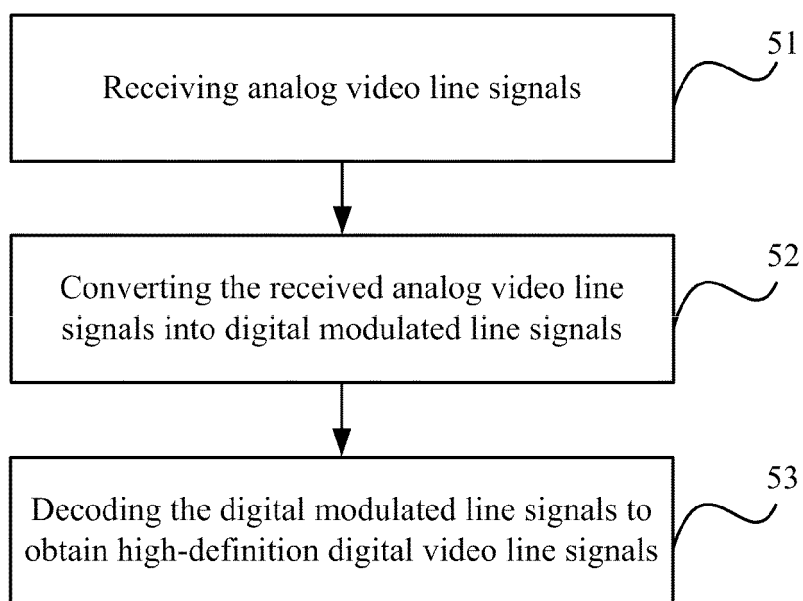 51
Receiving analog video line signals
52
Converting the received analog video line
signals into digital modulated line signals
53
Decoding the digital modulated line signals to
obtain high-definition digital video line signals